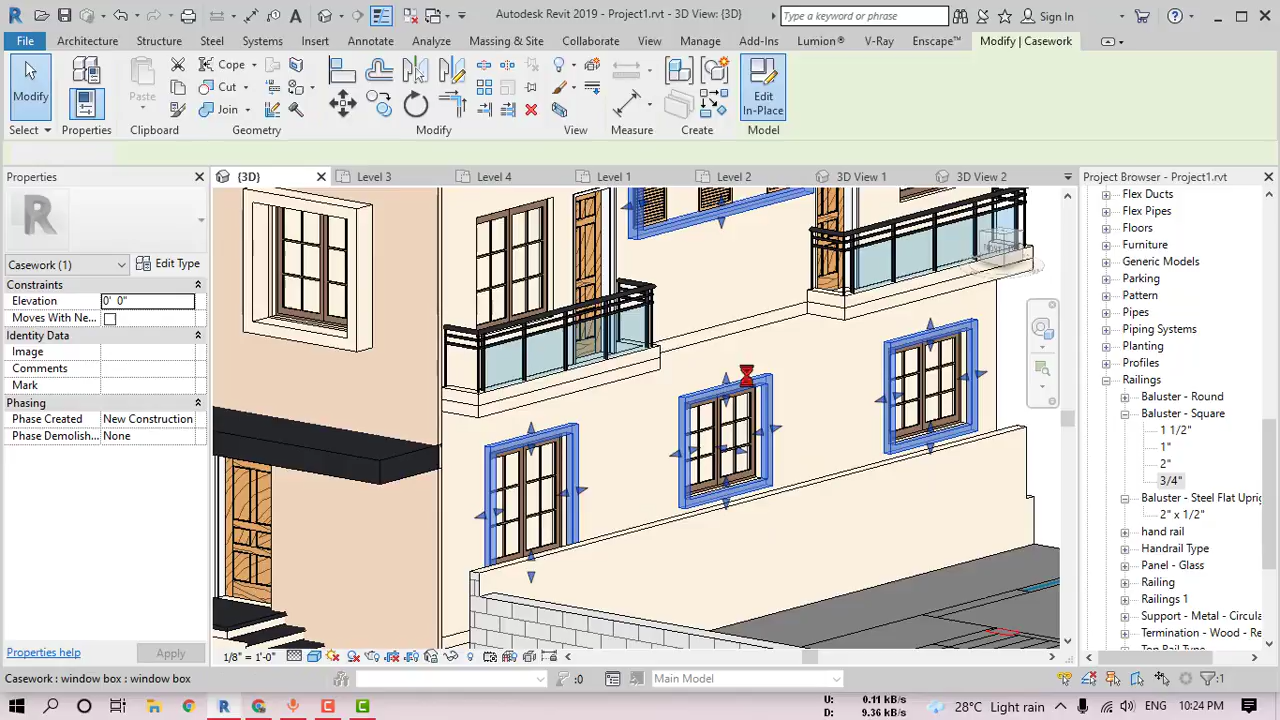 Autodesk Revit 2019 - Project1.rvt - 3D View: {3D}
Type a keyword or phrase
Sign In
File Architecture Structure Steel Systems Insert Annotate Analyze Massing & Site Collaborate View Manage Add-Ins Lumion® V-Ray Enscape™ Modify | Casework
Modify
Paste
Cope
Cut
Join
Edit In-Place
Select Properties Clipboard Geometry Modify View Measure Create Model
Properties
{3D} Level 3 Level 4 Level 1 Level 2 3D View 1 3D View 2
Project Browser - Project1.rvt
R
Casework (1)
Edit Type
Constraints
Elevation 0' 0"
Moves With Ne...
Identity Data
Image
Comments
Mark
Phasing
Phase Created New Construction
Phase Demolish... None
Properties help
Apply
Flex Ducts
Flex Pipes
Floors
Furniture
Generic Models
Parking
Pattern
Pipes
Piping Systems
Planting
Profiles
Railings
Baluster - Round
Baluster - Square
1 1/2"
1"
2"
3/4"
Baluster - Steel Flat Uprig
2" x 1/2"
hand rail
Handrail Type
Panel - Glass
Railing
Railings 1
Support - Metal - Circula
Termination - Wood - Re
Top Rail Type
1/8" = 1'-0"
Casework : window box : window box
:0
Main Model
:1
U: 0.11 kB/s
D: 9.36 kB/s
28°C Light rain
ENG
10:24 PM